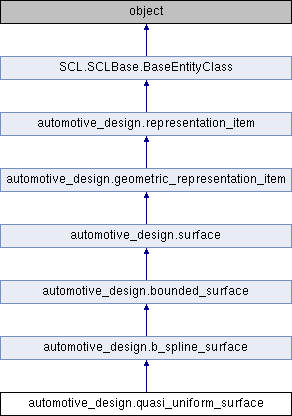 object
SCL.SCLBase.BaseEntityClass
automotive_design.representation_item
automotive_design.geometric_representation_item
automotive_design.surface
automotive_design.bounded_surface
automotive_design.b_spline_surface
automotive_design.quasi_uniform_surface